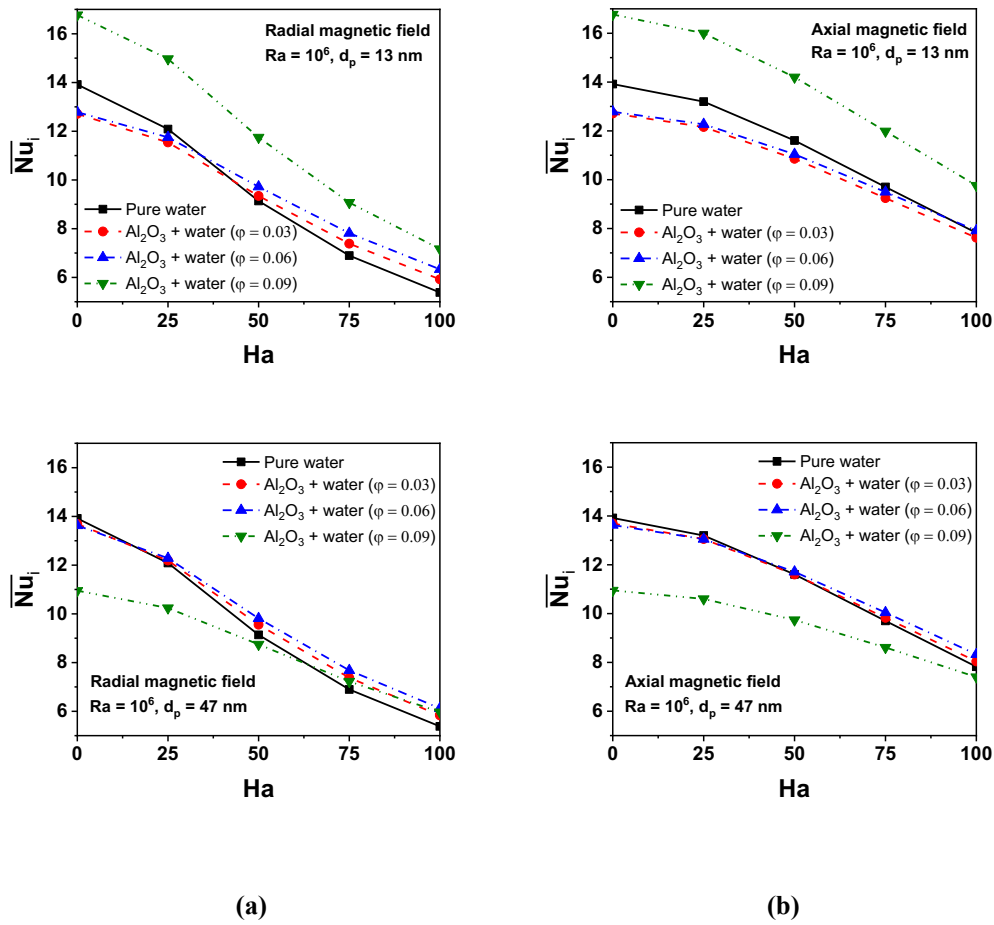 Radial magnetic field
Ra = 10⁶, dₚ = 13 nm
16
14
12
10
8
6
N̅u̅ᵢ
Pure water
Al₂O₃ + water (φ = 0.03)
Al₂O₃ + water (φ = 0.06)
Al₂O₃ + water (φ = 0.09)
0 25 50 75 100
Ha
Axial magnetic field
Ra = 10⁶, dₚ = 13 nm
16
14
12
10
8
6
N̅u̅ᵢ
Pure water
Al₂O₃ + water (φ = 0.03)
Al₂O₃ + water (φ = 0.06)
Al₂O₃ + water (φ = 0.09)
0 25 50 75 100
Ha
16
14
12
10
8
6
N̅u̅ᵢ
Pure water
Al₂O₃ + water (φ = 0.03)
Al₂O₃ + water (φ = 0.06)
Al₂O₃ + water (φ = 0.09)
Radial magnetic field
Ra = 10⁶, dₚ = 47 nm
0 25 50 75 100
Ha
16
14
12
10
8
6
N̅u̅ᵢ
Pure water
Al₂O₃ + water (φ = 0.03)
Al₂O₃ + water (φ = 0.06)
Al₂O₃ + water (φ = 0.09)
Axial magnetic field
Ra = 10⁶, dₚ = 47 nm
0 25 50 75 100
Ha
(a)
(b)